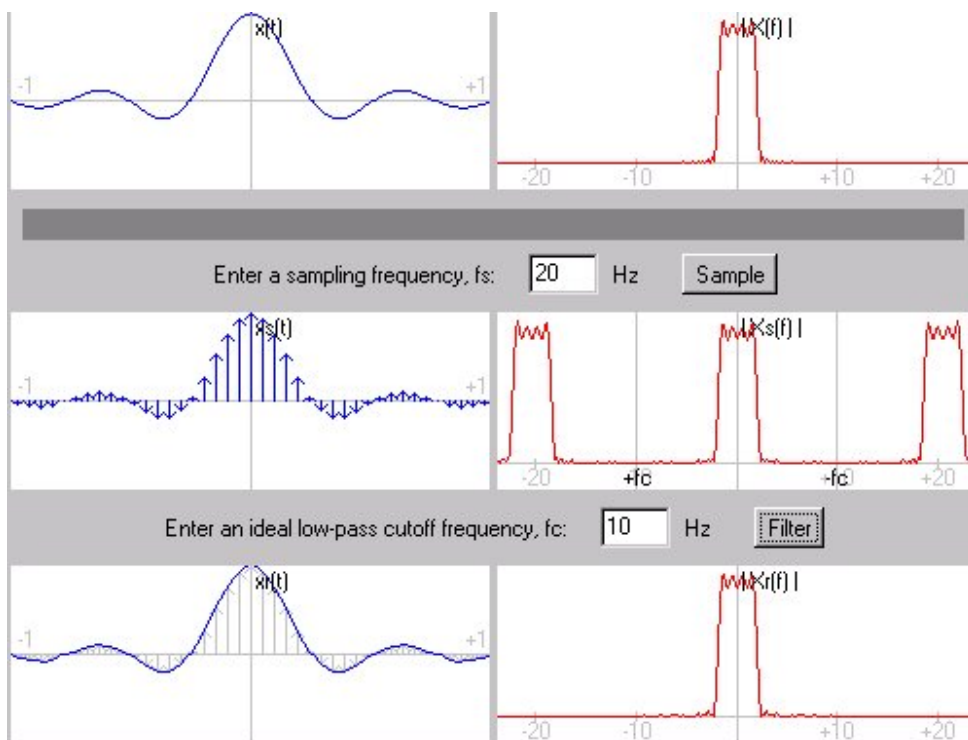 x(t)
| X(f) |
-1
+1
-20
-10
+10
+20
Enter a sampling frequency, fs: 20 Hz Sample
xs(t)
| Xs(f) |
-1
+1
-20
+fc
-10
+10
+fc
+20
Enter an ideal low-pass cutoff frequency, fc: 10 Hz Filter
xr(t)
| Xr(f) |
-1
+1
-20
-10
+10
+20